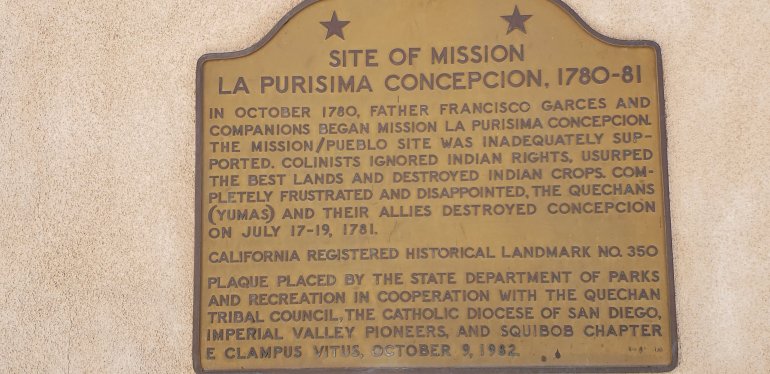 SITE OF MISSION
LA PURISIMA CONCEPCION, 1780-81
IN OCTOBER 1780, FATHER FRANCISCO GARCES AND
COMPANIONS BEGAN MISSION LA PURISIMA CONCEPCION.
THE MISSION/PUEBLO SITE WAS INADEQUATELY SUP-
PORTED. COLINISTS IGNORED INDIAN RIGHTS, USURPED
THE BEST LANDS AND DESTROYED INDIAN CROPS. COM-
PLETELY FRUSTRATED AND DISAPPOINTED, THE QUECHANS
(YUMAS) AND THEIR ALLIES DESTROYED CONCEPCION
ON JULY 17-19, 1781.
CALIFORNIA REGISTERED HISTORICAL LANDMARK NO. 350
PLAQUE PLACED BY THE STATE DEPARTMENT OF PARKS
AND RECREATION IN COOPERATION WITH THE QUECHAN
TRIBAL COUNCIL, THE CATHOLIC DIOCESE OF SAN DIEGO,
IMPERIAL VALLEY PIONEERS, AND SQUIBOB CHAPTER
E CLAMPUS VITUS, OCTOBER 9, 1982.